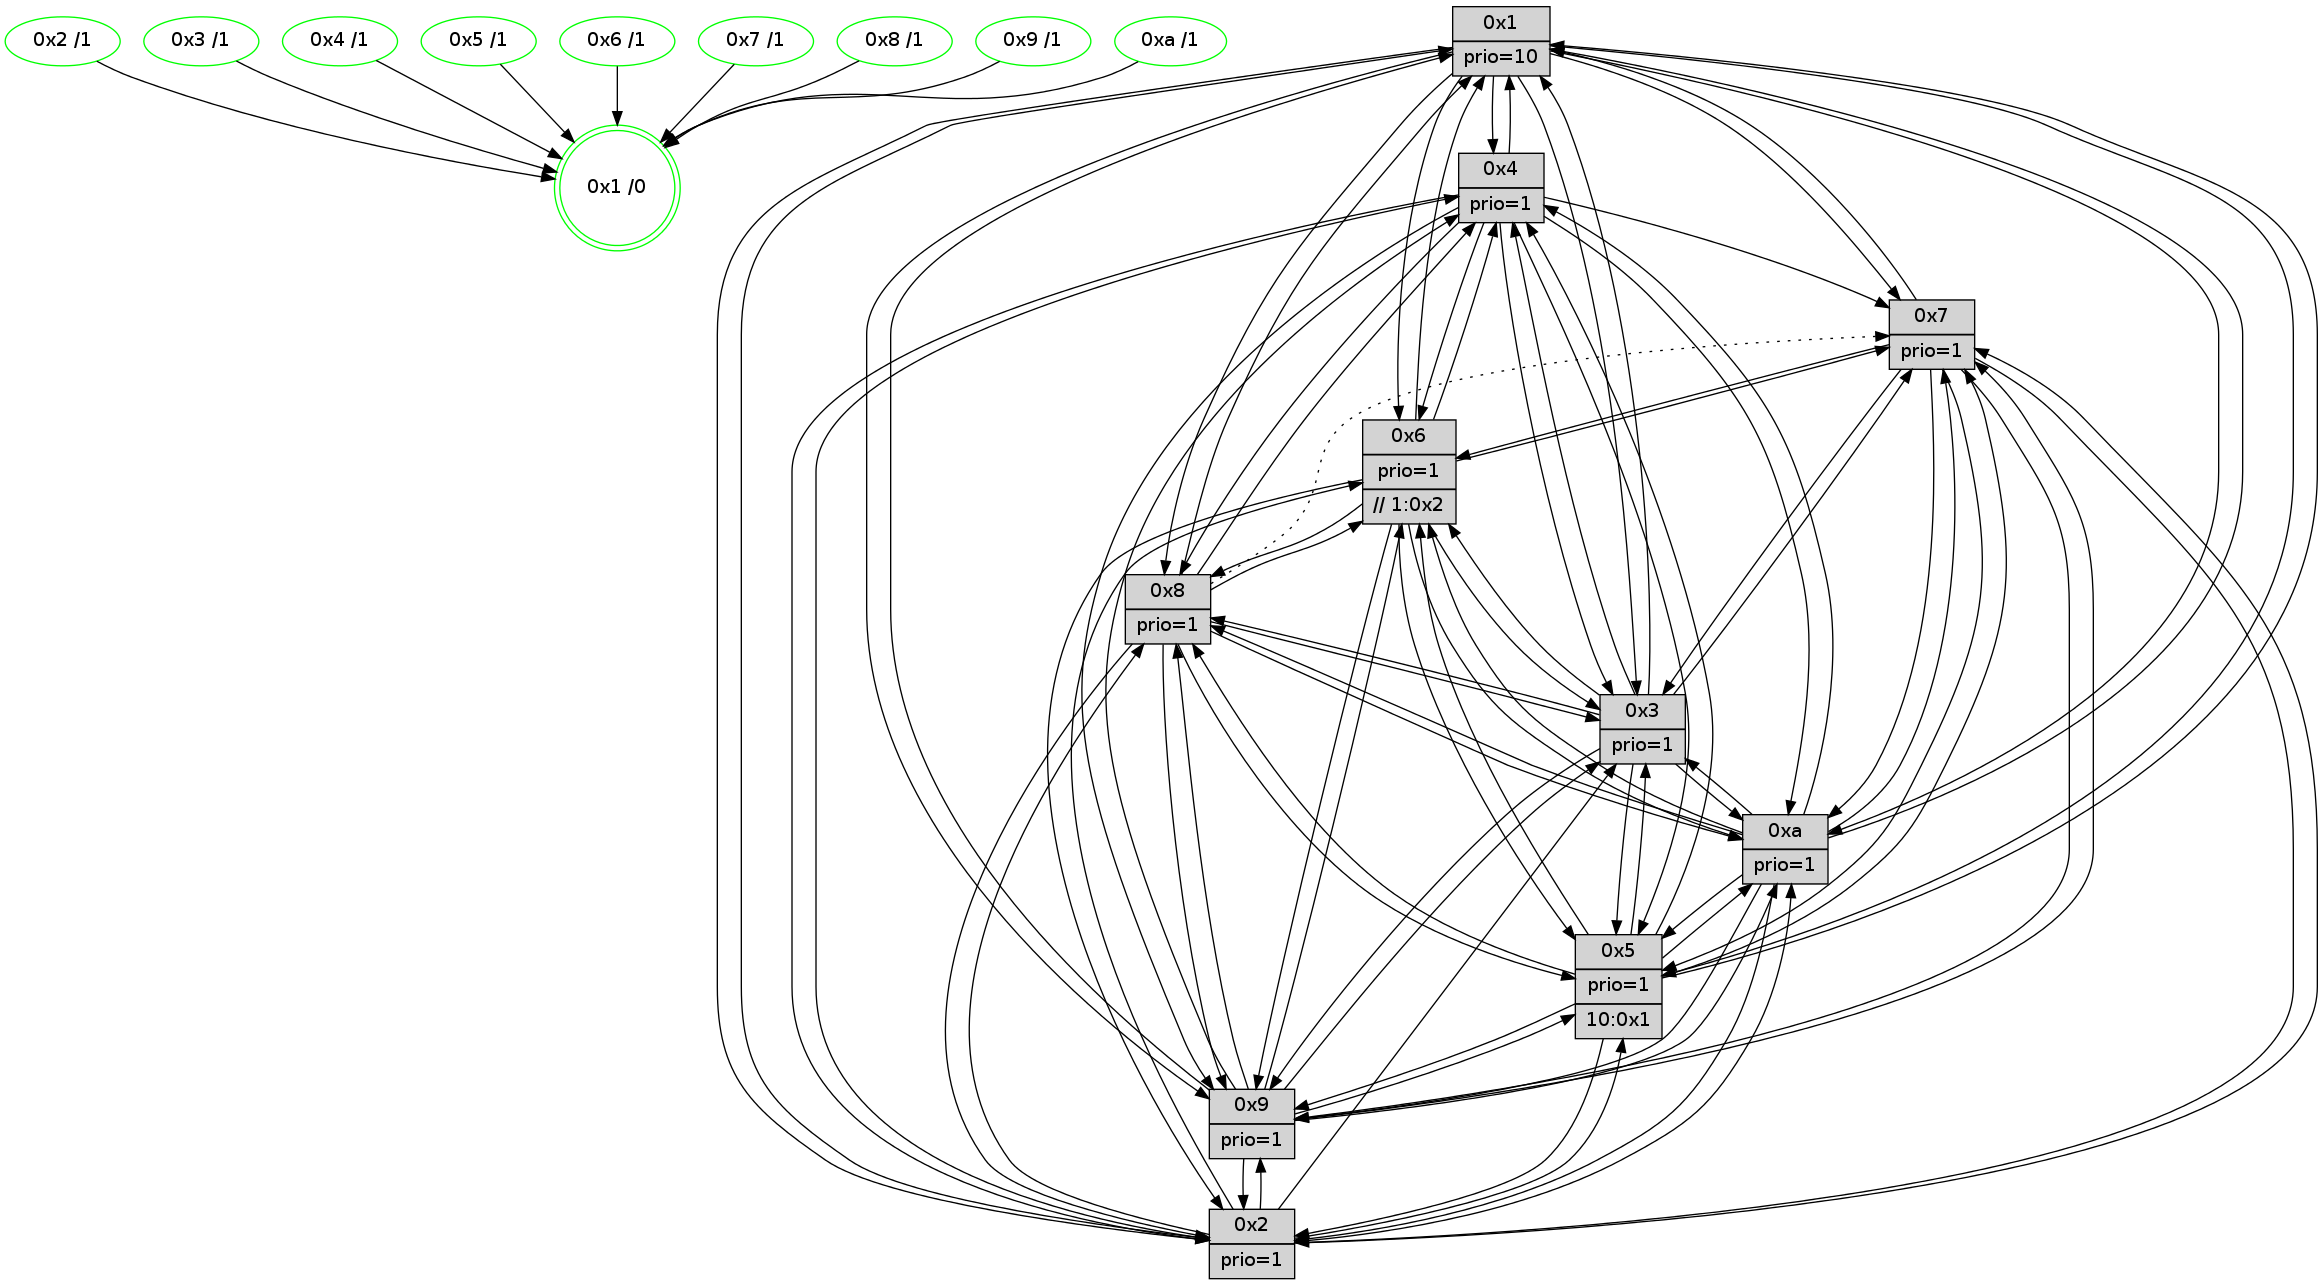 0x2 /1
0x3 /1
0x4 /1
0x5 /1
0x6 /1
0x7 /1
0x8 /1
0x9 /1
0xa /1
0x1 /0
0x1
prio=10
0x4
prio=1
0x7
prio=1
0x6
prio=1
// 1:0x2
0x8
prio=1
0x3
prio=1
0xa
prio=1
0x5
prio=1
10:0x1
0x9
prio=1
0x2
prio=1